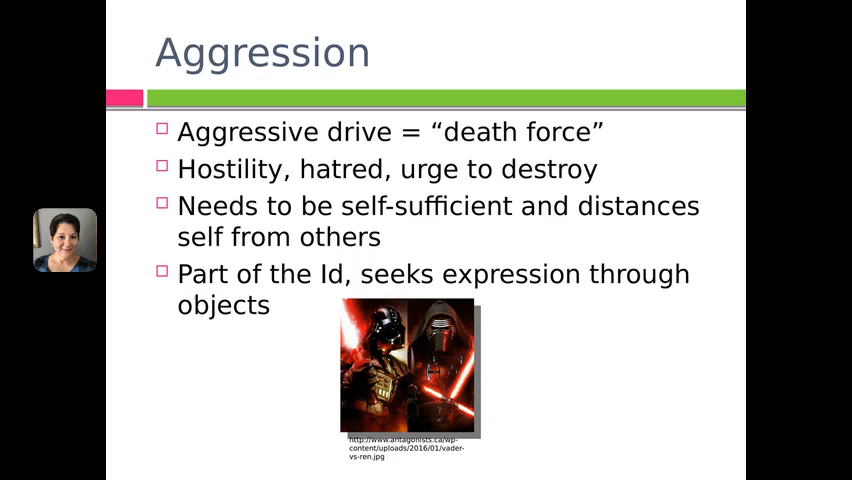 Aggression
Aggressive drive = “death force”
Hostility, hatred, urge to destroy
Needs to be self-sufficient and distances
self from others
Part of the Id, seeks expression through
objects
http://www.antagonists.ca/wp-
content/uploads/2016/01/vader-
vs-ren.jpg